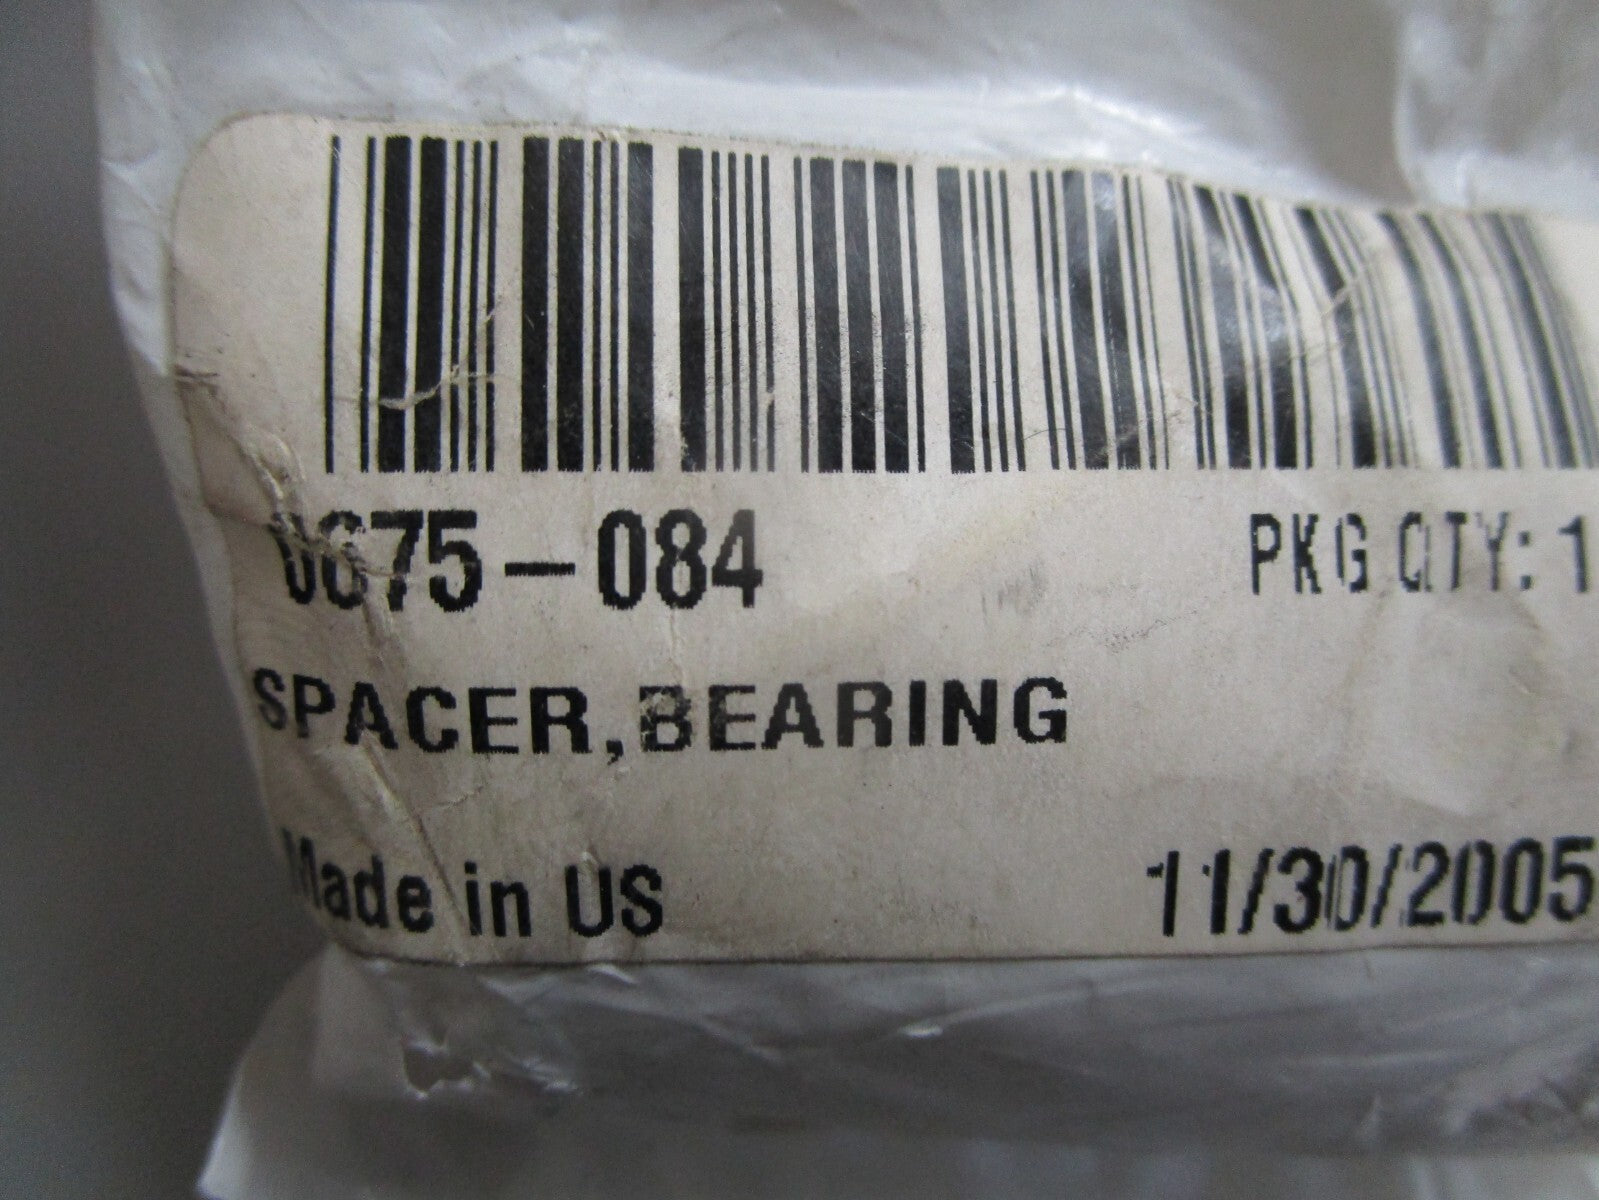 0675-084
PKG QTY: 1
SPACER,BEARING
Made in US
11/30/2005